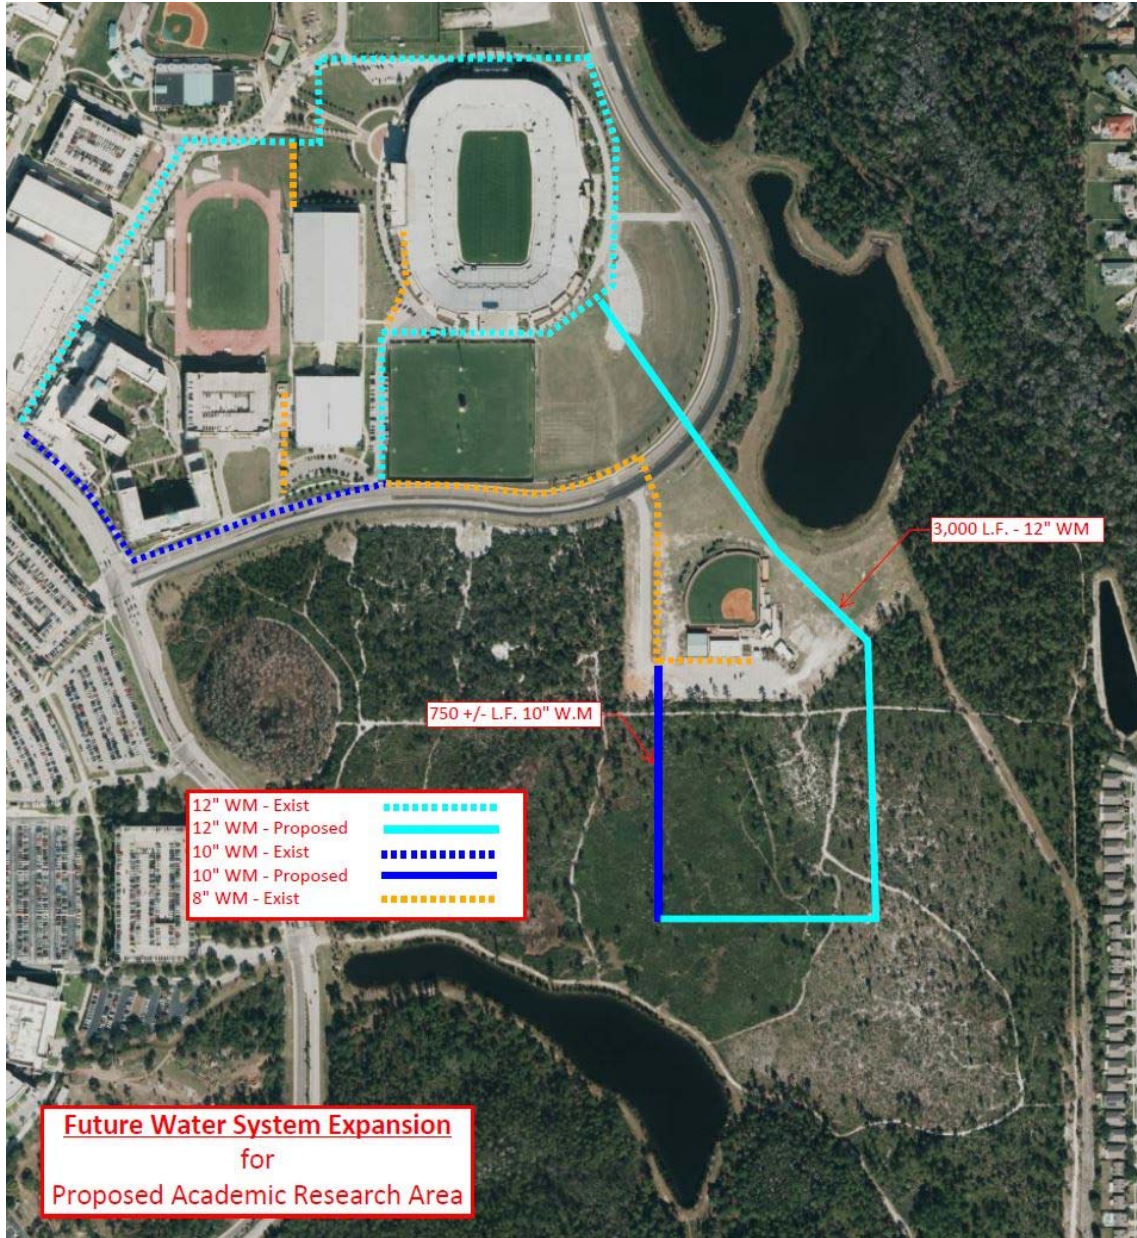 3,000 L.F. - 12" WM
750 +/- L.F. 10" W.M
12" WM - Exist
12" WM - Proposed
10" WM - Exist
10" WM - Proposed
8" WM - Exist
Future Water System Expansion
for
Proposed Academic Research Area